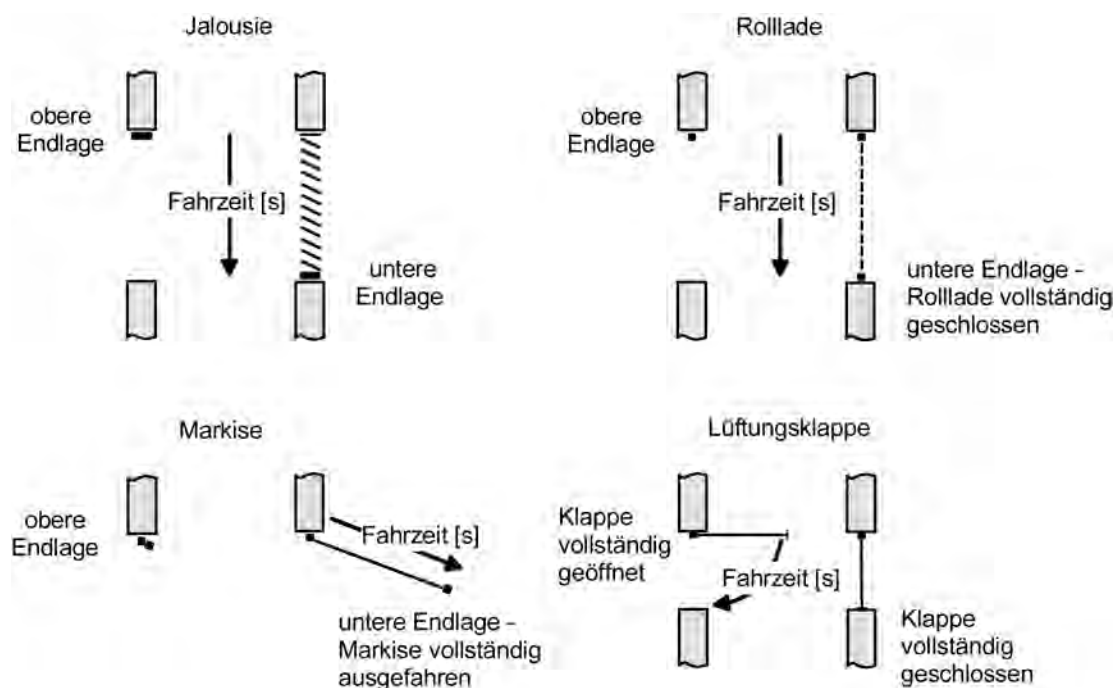 Jalousie
obere
Endlage
Fahrzeit [s]
untere
Endlage
Rolllade
obere
Endlage
Fahrzeit [s]
untere Endlage -
Rolllade vollständig
geschlossen
Markise
obere
Endlage
Fahrzeit [s]
untere Endlage -
Markise vollständig
ausgefahren
Lüftungsklappe
Klappe
vollständig
geöffnet
Fahrzeit [s]
Klappe
vollständig
geschlossen